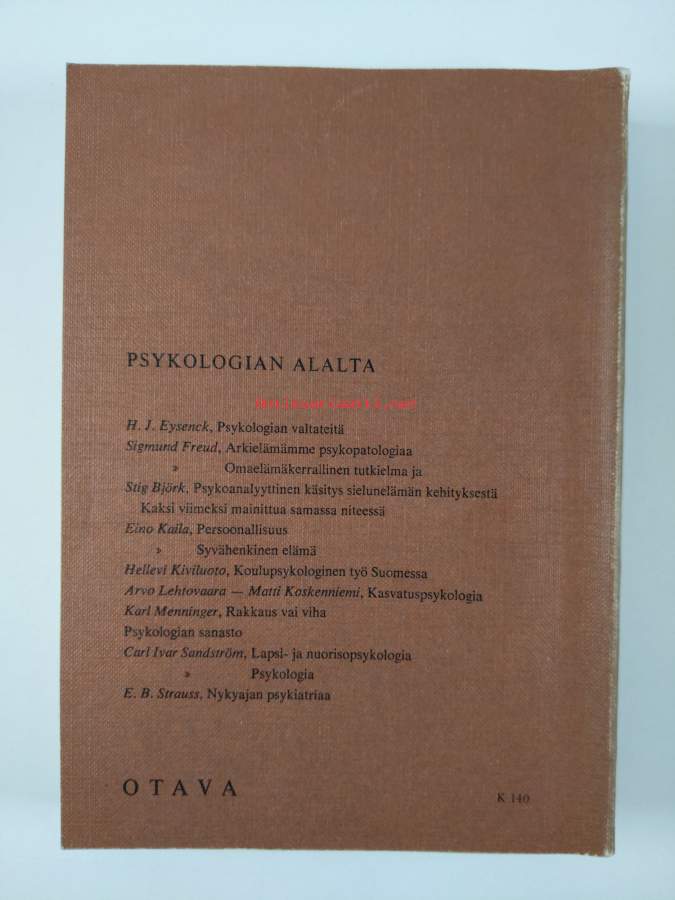 PSYKOLOGIAN ALALTA
H. J. Eysenck, Psykologian valtateitä
Sigmund Freud, Arkielämämme psykopatologiaa
» Omaelämäkerrallinen tutkielma ja
Stig Björk, Psykoanalyyttinen käsitys sielunelämän kehityksestä
Kaksi viimeksi mainittua samassa niteessä
Eino Kaila, Persoonallisuus
» Syvähenkinen elämä
Hellevi Kiviluoto, Koulupsykologinen työ Suomessa
Arvo Lehtovaara — Matti Koskenniemi, Kasvatuspsykologia
Karl Menninger, Rakkaus vai viha
Psykologian sanasto
Carl Ivar Sandström, Lapsi- ja nuorisopsykologia
» Psykologia
E. B. Strauss, Nykyajan psykiatriaa
OTAVA
K 140